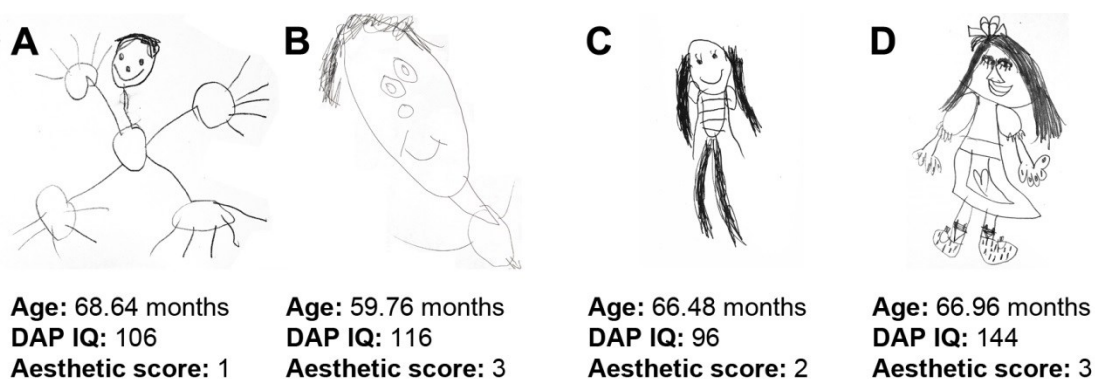 A B C D
Age: 68.64 months Age: 59.76 months Age: 66.48 months Age: 66.96 months
DAP IQ: 106 DAP IQ: 116 DAP IQ: 96 DAP IQ: 144
Aesthetic score: 1 Aesthetic score: 3 Aesthetic score: 2 Aesthetic score: 3